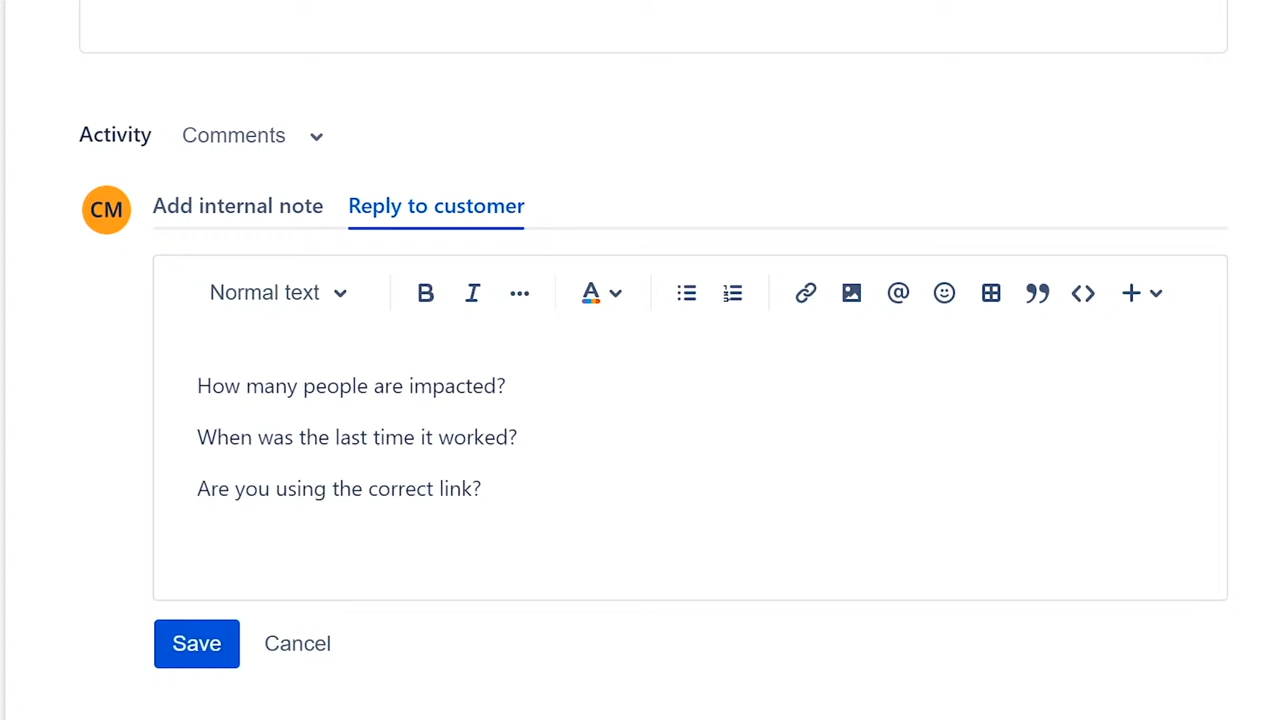 Activity Comments
CM Add internal note Reply to customer
Normal text B I ... A @ + 
How many people are impacted?
When was the last time it worked?
Are you using the correct link?
Save Cancel